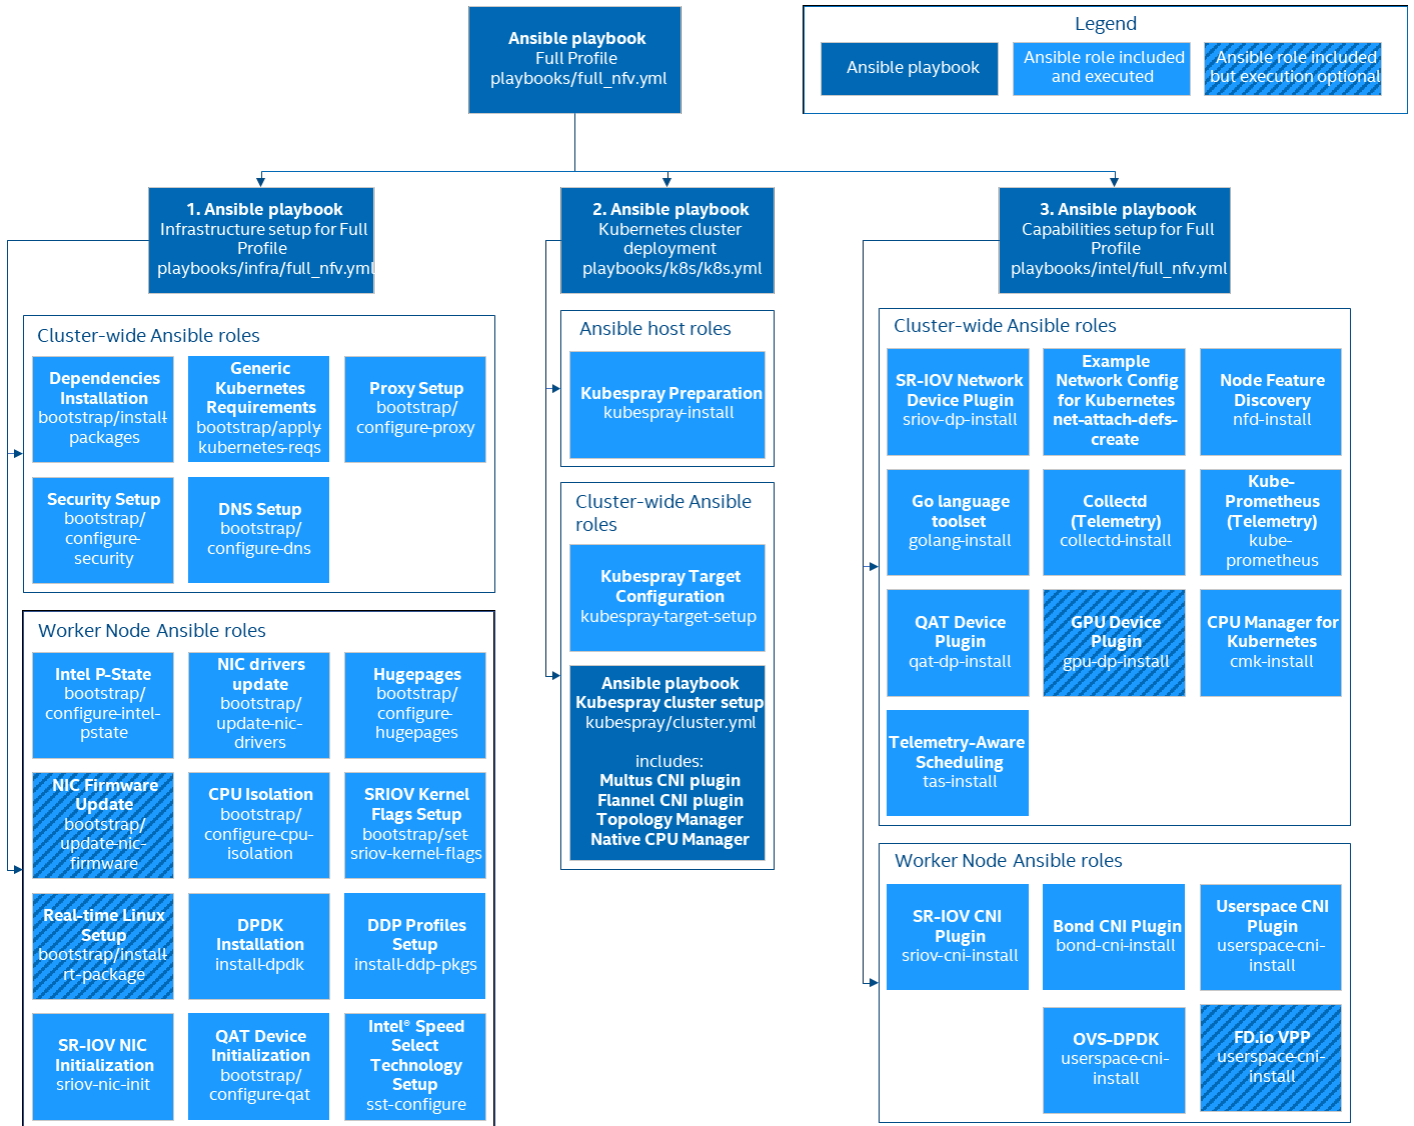 Ansible playbook
Full Profile
playbooks/full_nfv.yml
Legend
Ansible playbook
Ansible role included
and executed
Ansible role included
but execution optional
1. Ansible playbook
Infrastructure setup for Full
Profile
playbooks/infra/full_nfv.yml
2. Ansible playbook
Kubernetes cluster
deployment
playbooks/k8s/k8s.yml
3. Ansible playbook
Capabilities setup for Full
Profile
playbooks/intel/full_nfv.yml
Cluster-wide Ansible roles
Dependencies
Installation
bootstrap/install-
packages
Generic
Kubernetes
Requirements
bootstrap/apply-
kubernetes-reqs
Proxy Setup
bootstrap/
configure-proxy
Security Setup
bootstrap/
configure-
security
DNS Setup
bootstrap/
configure-dns
Worker Node Ansible roles
Intel P-State
bootstrap/
configure-intel-
pstate
NIC drivers
update
bootstrap/
update-nic-
drivers
Hugepages
bootstrap/
configure-
hugepages
NIC Firmware
Update
bootstrap/
update-nic-
firmware
CPU Isolation
bootstrap/
configure-cpu-
isolation
SRIOV Kernel
Flags Setup
bootstrap/set-
sriov-kernel-flags
Real-time Linux
Setup
bootstrap/install-
rt-package
DPDK
Installation
install-dpdk
DDP Profiles
Setup
install-ddp-pkgs
SR-IOV NIC
Initialization
sriov-nic-init
QAT Device
Initialization
bootstrap/
configure-qat
Intel® Speed
Select
Technology
Setup
sst-configure
Ansible host roles
Kubespray Preparation
kubespray-install
Cluster-wide Ansible
roles
Kubespray Target
Configuration
kubespray-target-setup
Ansible playbook
Kubespray cluster setup
kubespray/cluster.yml
includes:
Multus CNI plugin
Flannel CNI plugin
Topology Manager
Native CPU Manager
Cluster-wide Ansible roles
SR-IOV Network
Device Plugin
sriov-dp-install
Example
Network Config
for Kubernetes
net-attach-defs-
create
Node Feature
Discovery
nfd-install
Go language
toolset
golang-install
Collectd
(Telemetry)
collectd-install
Kube-
Prometheus
(Telemetry)
kube-
prometheus
QAT Device
Plugin
qat-dp-install
GPU Device
Plugin
gpu-dp-install
CPU Manager for
Kubernetes
cmk-install
Telemetry-Aware
Scheduling
tas-install
Worker Node Ansible roles
SR-IOV CNI
Plugin
sriov-cni-install
Bond CNI Plugin
bond-cni-install
Userspace CNI
Plugin
userspace-cni-
install
OVS-DPDK
userspace-cni-
install
FD.io VPP
userspace-cni-
install